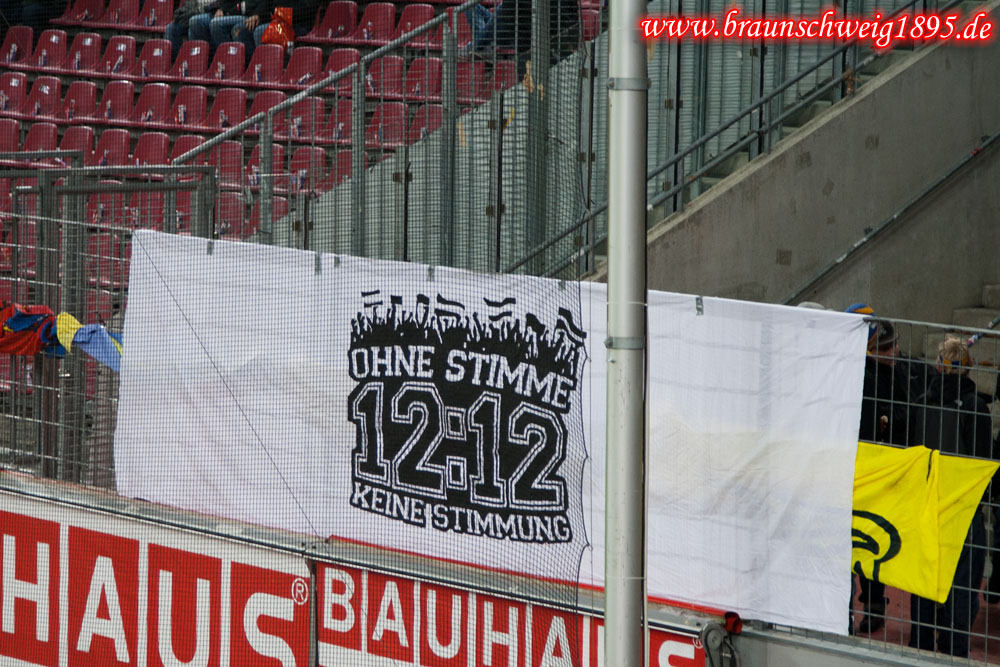 www.braunschweig1895.de
OHNE STIMME
12:12
KEINE STIMMUNG
HAUS®
BAUHAUS